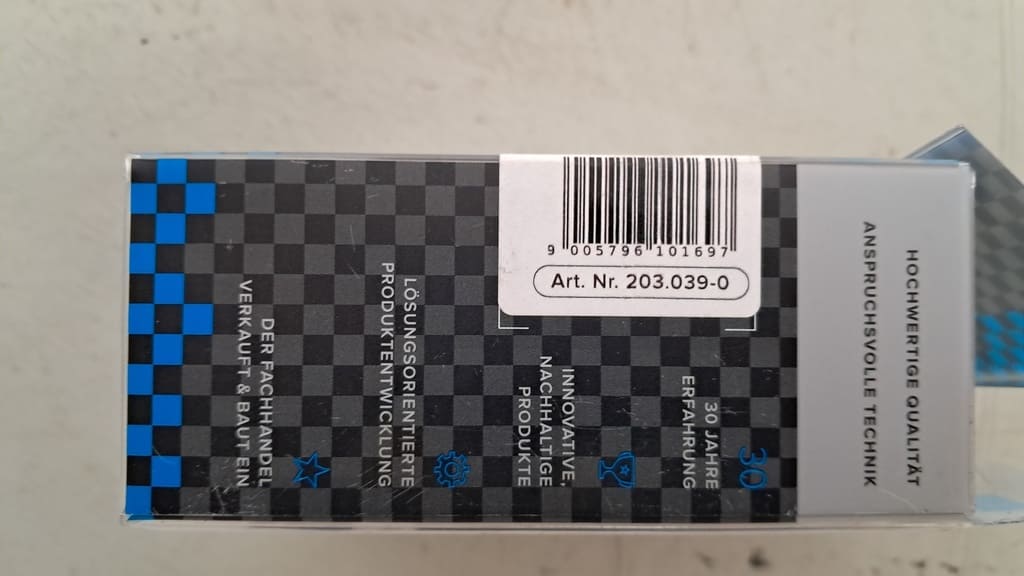 9 005796 101697
Art. Nr. 203.039-0
HOCHWERTIGE QUALITÄT
ANSPRUCHSVOLLE TECHNIK
30
30 JAHRE
ERFAHRUNG
INNOVATIVE,
NACHHALTIGE
PRODUKTE
LÖSUNGSORIENTIERTE
PRODUKTENTWICKLUNG
DER FACHHANDEL
VERKAUFT & BAUT EIN